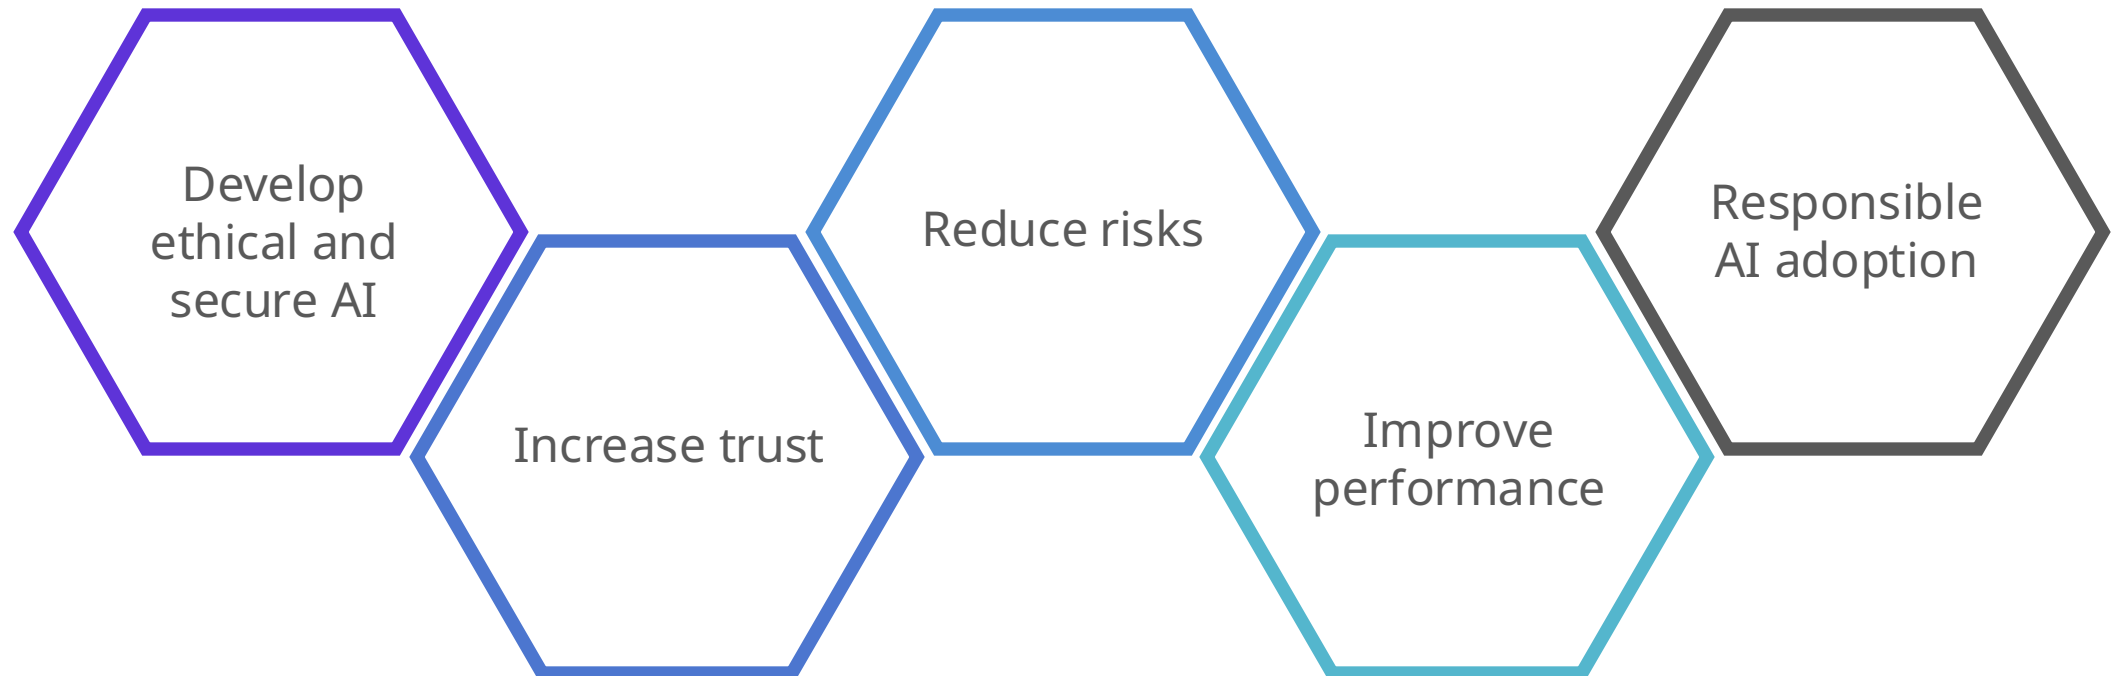 Develop
ethical and
secure AI
Increase trust
Reduce risks
Improve
performance
Responsible
AI adoption